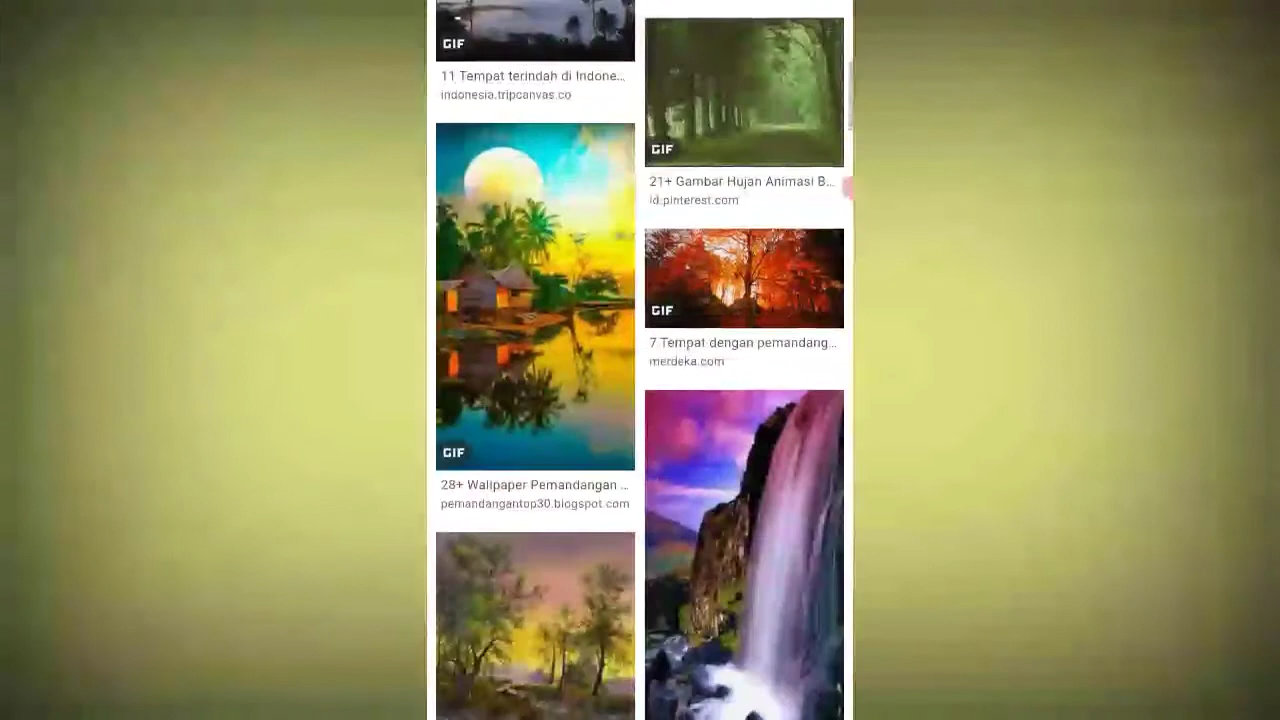 GIF
11 Tempat terindah di Indone...
indonesia.tripcanvas.co
GIF
28+ Wallpaper Pemandangan ...
pemandangantop30.blogspot.com
GIF
21+ Gambar Hujan Animasi B...
id.pinterest.com
GIF
7 Tempat dengan pemandang...
merdeka.com